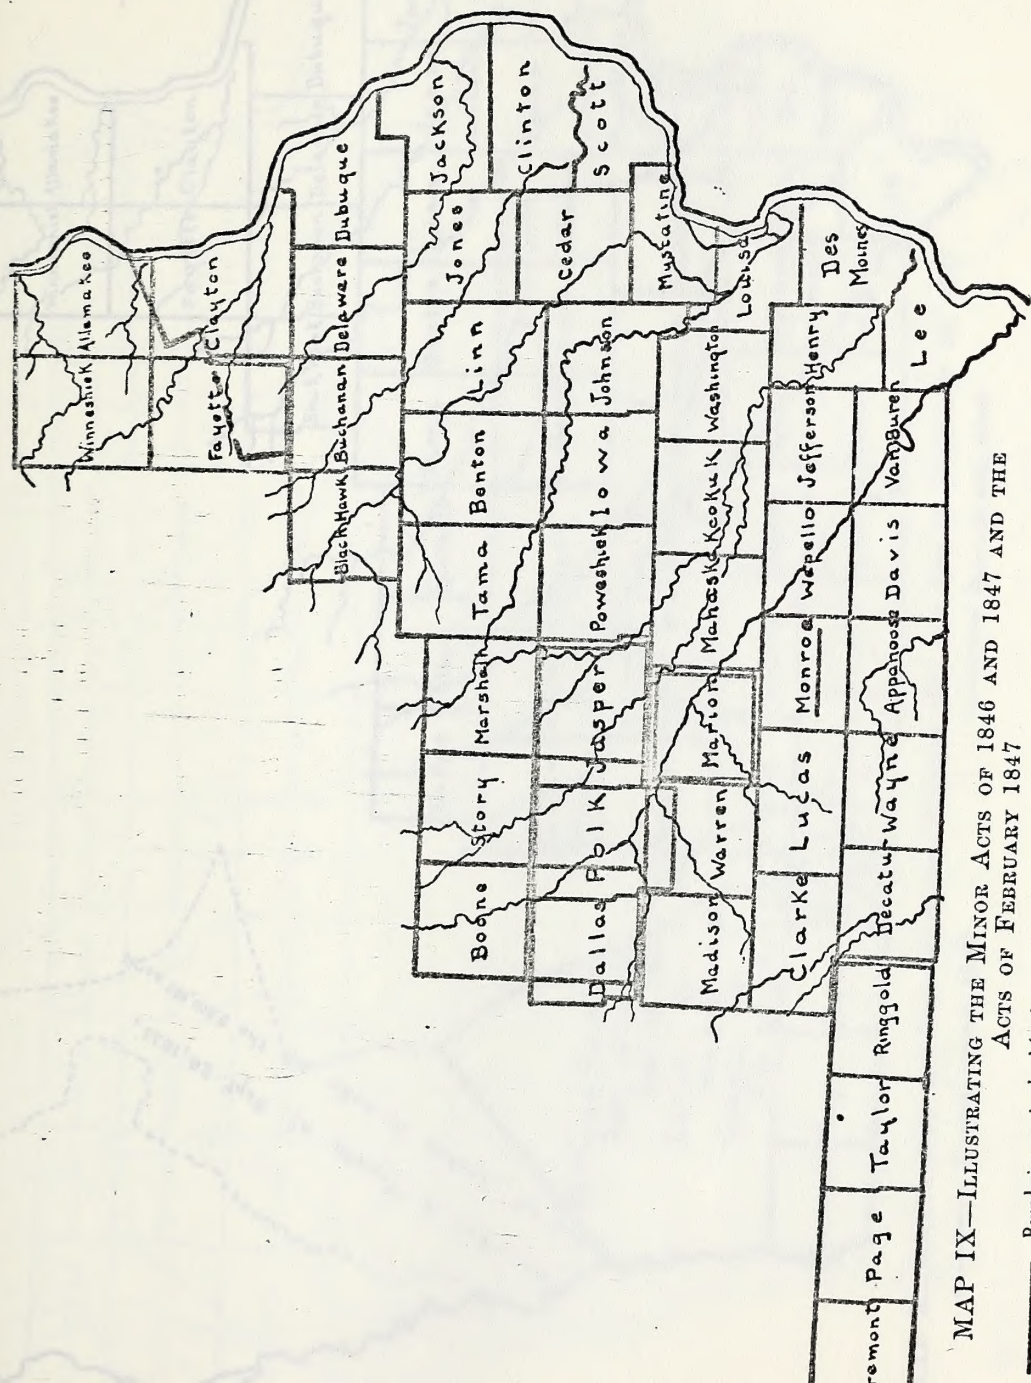 Winneshiek
Allamakee
Fayette
Clayton
Black Hawk
Buchanan
Delaware
Dubuque
Marshall
Tama
Benton
Linn
Jones
Jackson
Boone
Story
Clinton
Dallas
Polk
Jasper
Poweshiek
Iowa
Johnson
Cedar
Scott
Madison
Warren
Marion
Mahaska
Keokuk
Washington
Louisa
Clarke
Lucas
Monroe
Wapello
Jefferson
Henry
Des
Moines
remont
Page
Taylor
Ringgold
Decatur
Wayne
Appanoose
Davis
Van Buren
Lee
MAP IX—ILLUSTRATING THE MINOR ACTS OF 1846 AND 1847 AND THE
ACTS OF FEBRUARY 1847